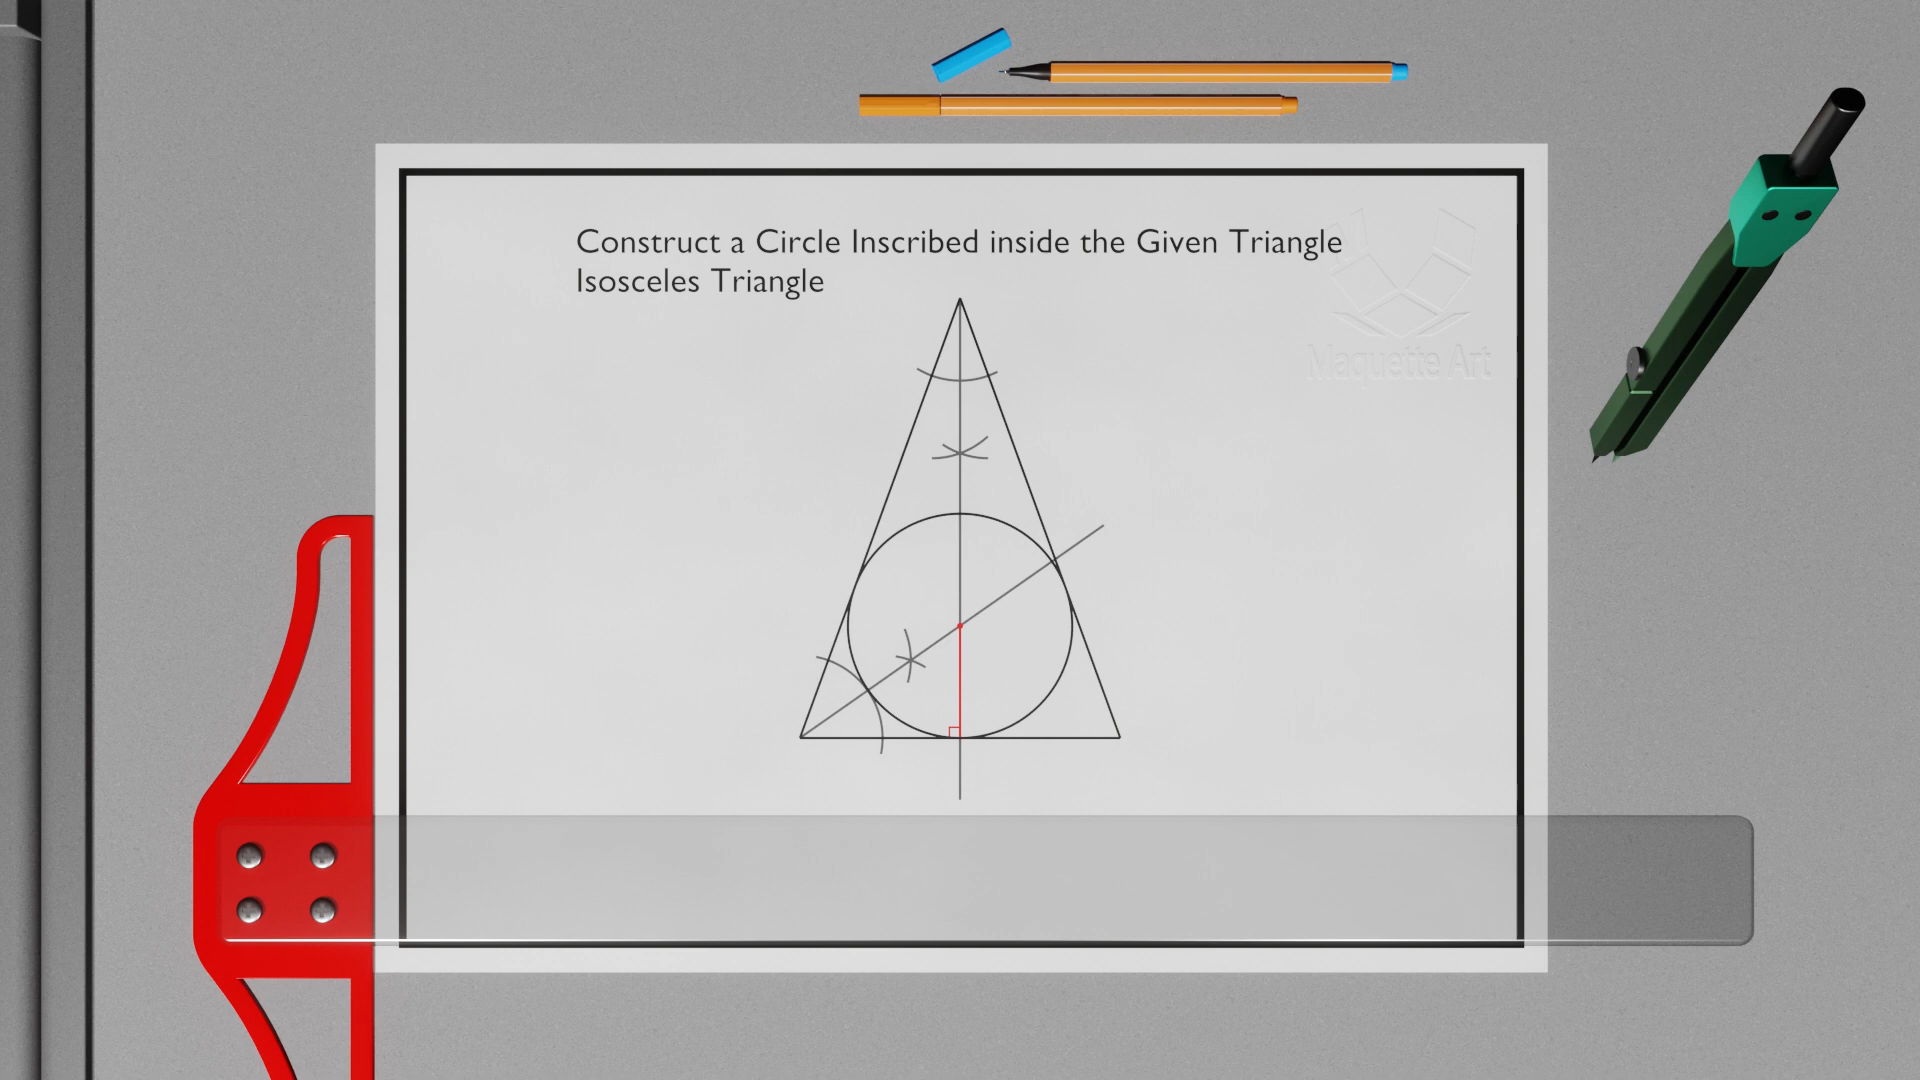 Construct a Circle Inscribed inside the Given Triangle
Isosceles Triangle
Maquette Art